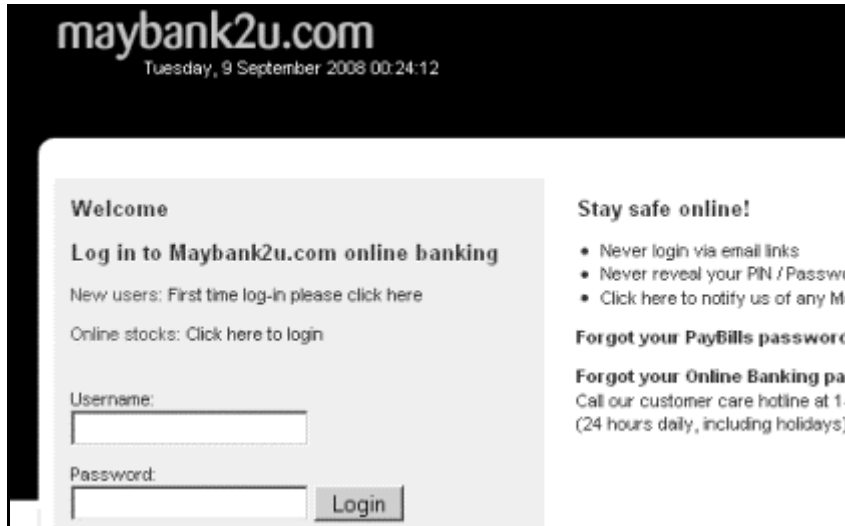 maybank2u.com
Tuesday, 9 September 2008 00:24:12
Welcome
Log in to Maybank2u.com online banking
New users: First time log-in please click here
Online stocks: Click here to login
Username:
Password:
Login
Stay safe online!
Never login via email links
Never reveal your PIN / 
Click here to notify us of any
Forgot your PayBills
Forgot your Online Banking
Call our customer care hotline at
(24 hours daily, including holidays)